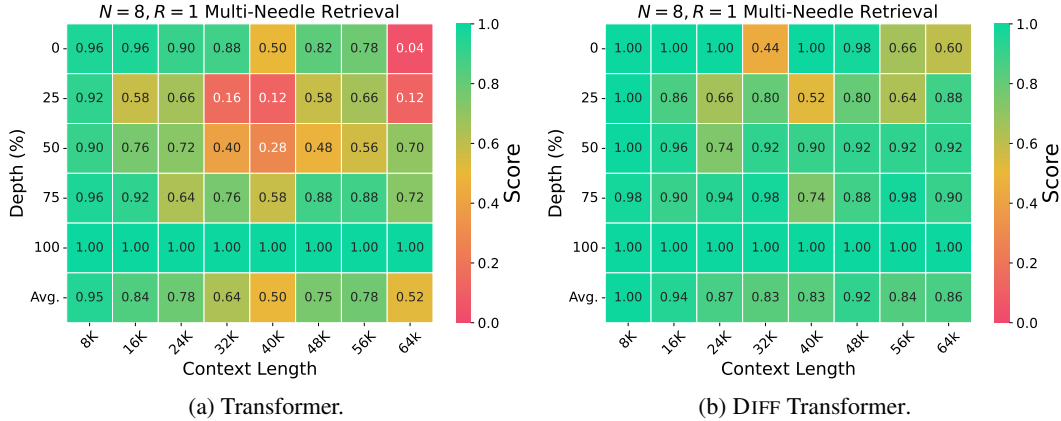 N = 8, R = 1 Multi-Needle Retrieval
0 0.96 0.96 0.90 0.88 0.50 0.82 0.78 0.04
25 0.92 0.58 0.66 0.16 0.12 0.58 0.66 0.12
50 0.90 0.76 0.72 0.40 0.28 0.48 0.56 0.70
75 0.96 0.92 0.64 0.76 0.58 0.88 0.88 0.72
100 1.00 1.00 1.00 1.00 1.00 1.00 1.00 1.00
Avg. 0.95 0.84 0.78 0.64 0.50 0.75 0.78 0.52
8K 16K 24K 32K 40K 48K 56K 64k
Depth (%)
Context Length
1.0
0.8
0.6
0.4
0.2
0.0
Score
(a) Transformer.
N = 8, R = 1 Multi-Needle Retrieval
0 1.00 1.00 1.00 0.44 1.00 0.98 0.66 0.60
25 1.00 0.86 0.66 0.80 0.52 0.80 0.64 0.88
50 1.00 0.96 0.74 0.92 0.90 0.92 0.92 0.92
75 0.98 0.90 0.94 0.98 0.74 0.88 0.98 0.90
100 1.00 1.00 1.00 1.00 1.00 1.00 1.00 1.00
Avg. 1.00 0.94 0.87 0.83 0.83 0.92 0.84 0.86
8K 16K 24K 32K 40K 48K 56K 64k
Depth (%)
Context Length
1.0
0.8
0.6
0.4
0.2
0.0
Score
(b) DIFF Transformer.